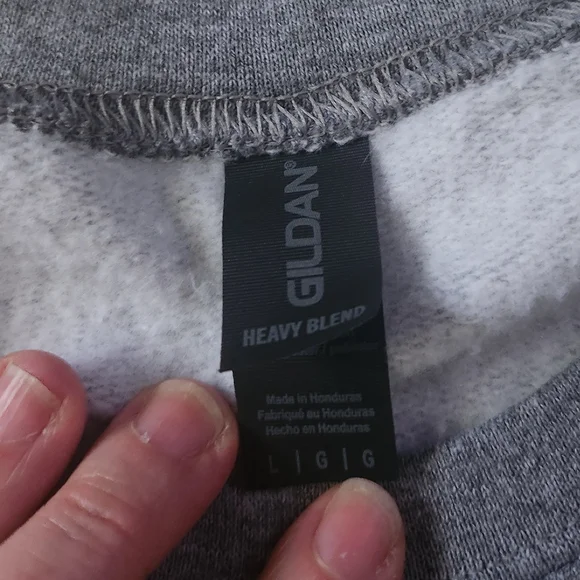 GILDAN®
HEAVY BLEND
Made in Honduras
Fabriqué au Honduras
Hecho en Honduras
L | G | G